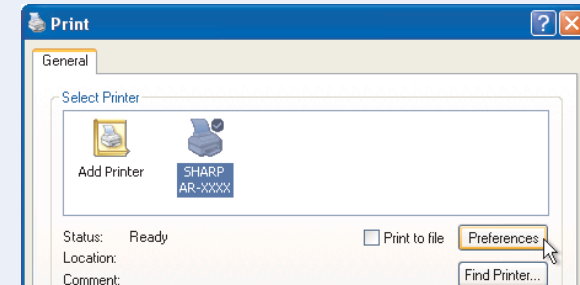 Print
General
Select Printer
Add Printer
SHARP
AR-XXXX
Status: Ready
Print to file
Preferences
Location:
Comment:
Find Printer...